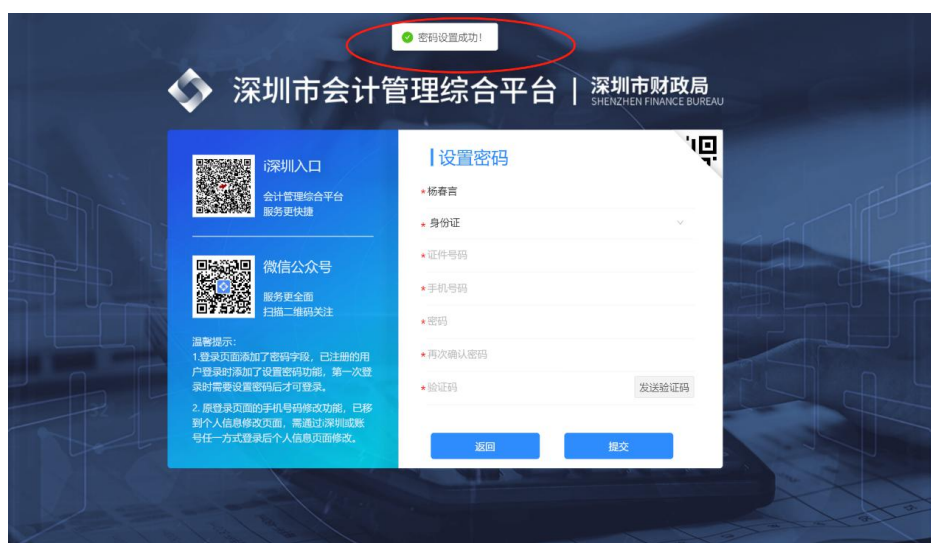 密码设置成功!
深圳市会计管理综合平台
深圳市财政局
SHENZHEN FINANCE BUREAU
i深圳入口
会计管理综合平台
服务更快捷
微信公众号
服务更全面
扫描二维码关注
温馨提示:
1.登录页面添加了密码字段，已注册的用
户登录时添加了设置密码功能，第一次登
录时需要设置密码后才可登录。
2. 原登录页面的手机号码修改功能，已移
到个人信息修改页面，需通过i深圳或账
号任一方式登录后个人信息页面修改。
设置密码
*杨春言
* 身份证
*证件号码
*手机号码
*密码
*再次确认密码
*验证码
发送验证码
返回
提交